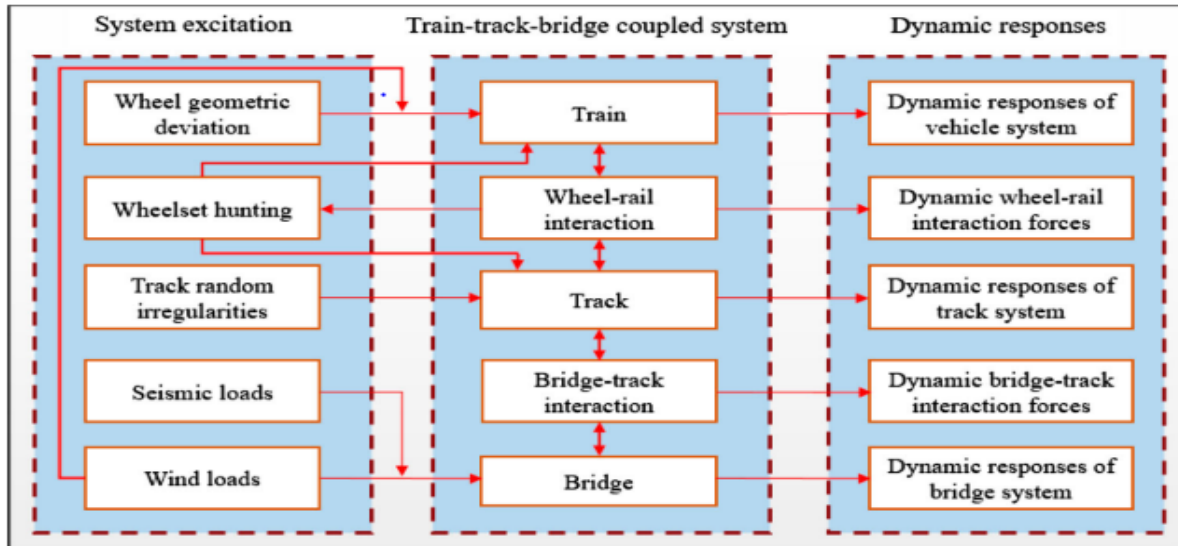 System excitation
Train-track-bridge coupled system
Dynamic responses
Wheel geometric
deviation
Train
Dynamic responses of
vehicle system
Wheelset hunting
Wheel-rail
interaction
Dynamic wheel-rail
interaction forces
Track random
irregularities
Track
Dynamic responses of
track system
Seismic loads
Bridge-track
interaction
Dynamic bridge-track
interaction forces
Wind loads
Bridge
Dynamic responses of
bridge system